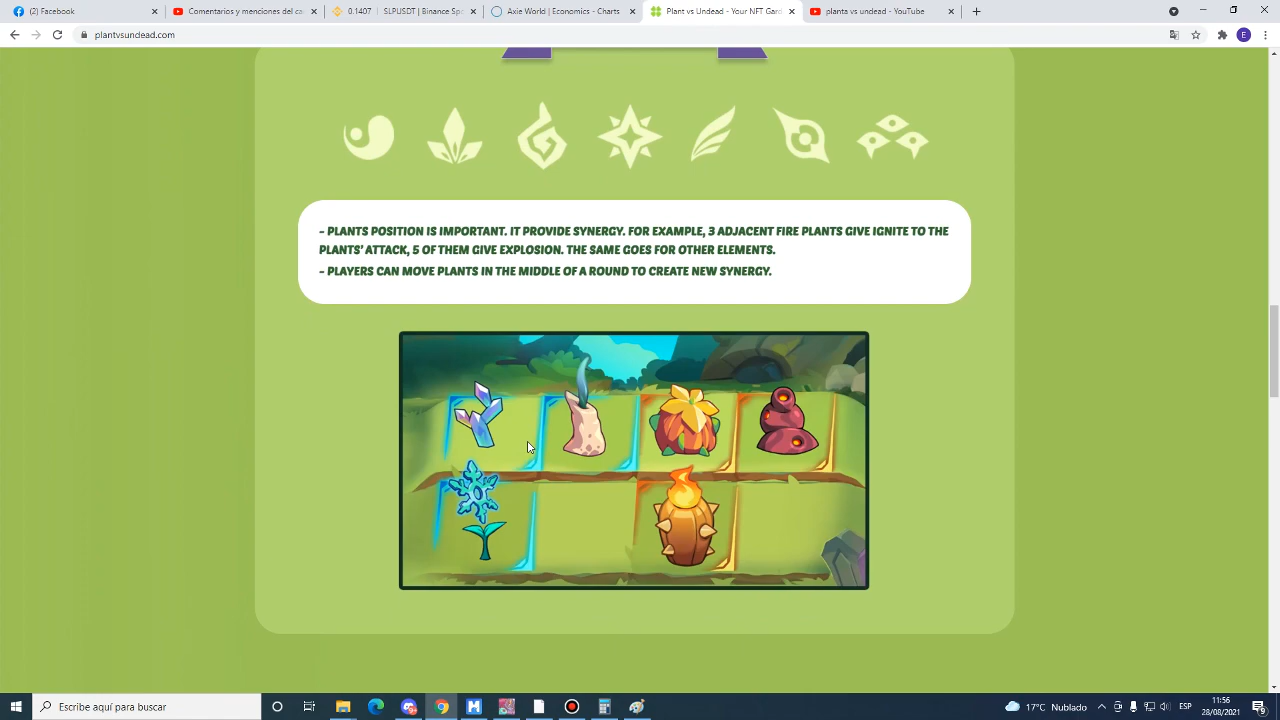 (2) Facebook
Comentarios y menciones del ca
0.1407 | SLPUSDT | Binance Sp
Axie World | Economics - Charts
Plant vs Undead - Your NFT Gard
plants vs undead - YouTube
plantvsundead.com
E
- PLANTS POSITION IS IMPORTANT. IT PROVIDE SYNERGY. FOR EXAMPLE, 3 ADJACENT FIRE PLANTS GIVE IGNITE TO THE
PLANTS' ATTACK, 5 OF THEM GIVE EXPLOSION. THE SAME GOES FOR OTHER ELEMENTS.
- PLAYERS CAN MOVE PLANTS IN THE MIDDLE OF A ROUND TO CREATE NEW SYNERGY.
Escribe aquí para buscar
17°C Nublado
ESP
11:56
28/08/2021